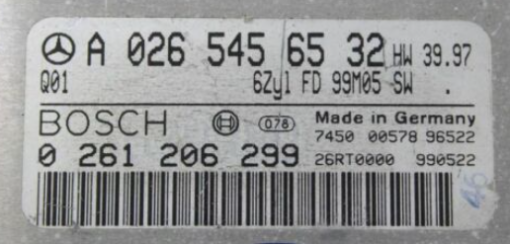 A 026 545 65 32 HW 39.97
Q01 6Zyl FD 99M05 SW .
BOSCH 078 Made in Germany
7450 00578 96522
0 261 206 299 26RT0000 990522
46